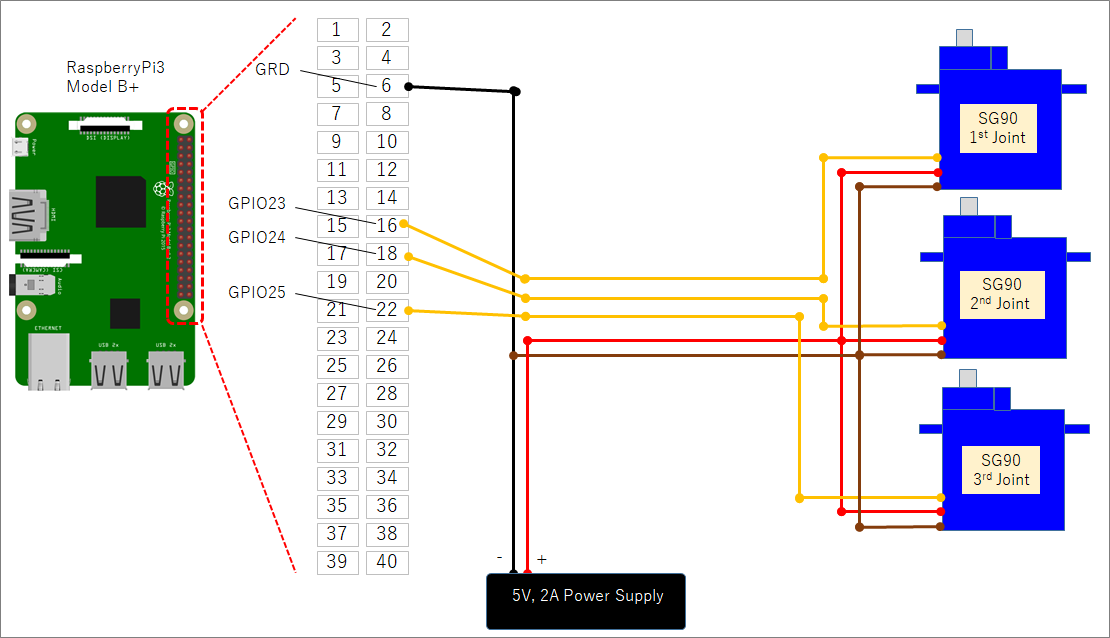 RaspberryPi3
Model B+
GRD
GPIO23
GPIO24
GPIO25
1 2
3 4
5 6
7 8
9 10
11 12
13 14
15 16
17 18
19 20
21 22
23 24
25 26
27 28
29 30
31 32
33 34
35 36
37 38
39 40
DSI (DISPLAY)
Power
HDMI
CSI (CAMERA)
Audio
ETHERNET
USB 2x
USB 2x
SG90
1st Joint
SG90
2nd Joint
SG90
3rd Joint
- +
5V, 2A Power Supply